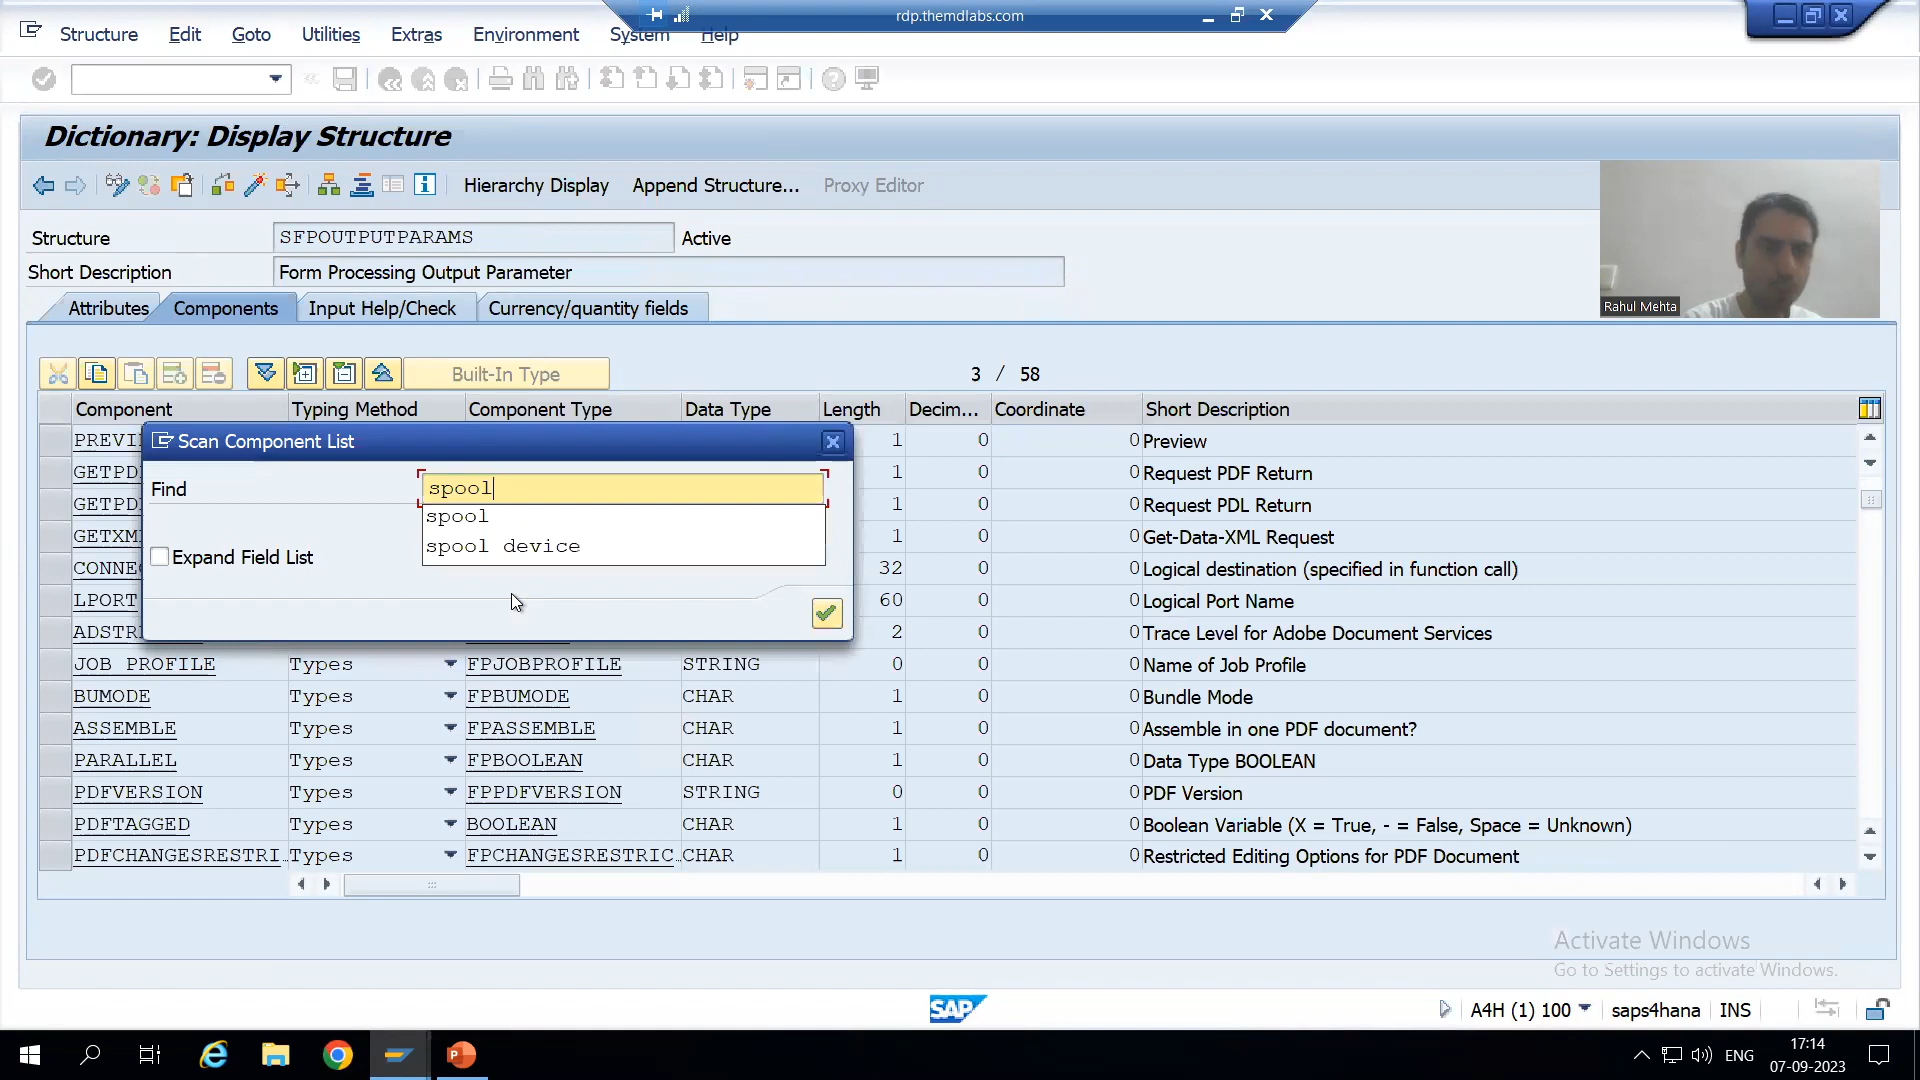 rdp.themdlabs.com
Structure Edit Goto Utilities Extras Environment System Help
Dictionary: Display Structure
Hierarchy Display Append Structure... Proxy Editor
Structure SFPOUTPUTPARAMS Active
Short Description Form Processing Output Parameter
Rahul Mehta
Attributes Components Input Help/Check Currency/quantity fields
Built-In Type 3 / 58
Component Typing Method Component Type Data Type Length Decim... Coordinate Short Description
PREVI 1 0 0 Preview
Scan Component List
GETPD 1 0 0 Request PDF Return
Find spool
GETPD 1 0 0 Request PDL Return
spool
GETXM 1 0 0 Get-Data-XML Request
spool device
Expand Field List
CONNE 32 0 0 Logical destination (specified in function call)
LPORT 60 0 0 Logical Port Name
ADSTR 2 0 0 Trace Level for Adobe Document Services
JOB PROFILE Types FPJOBPROFILE STRING 0 0 0 Name of Job Profile
BUMODE Types FPBUMODE CHAR 1 0 0 Bundle Mode
ASSEMBLE Types FPASSEMBLE CHAR 1 0 0 Assemble in one PDF document?
PARALLEL Types FPBOOLEAN CHAR 1 0 0 Data Type BOOLEAN
PDFVERSION Types FPPDFVERSION STRING 0 0 0 PDF Version
PDFTAGGED Types BOOLEAN CHAR 1 0 0 Boolean Variable (X = True, - = False, Space = Unknown)
PDFCHANGESRESTRI... Types FPCHANGESRESTRIC... CHAR 1 0 0 Restricted Editing Options for PDF Document
Activate Windows
Go to Settings to activate Windows.
SAP A4H (1) 100 saps4hana INS
ENG 17:14
07-09-2023